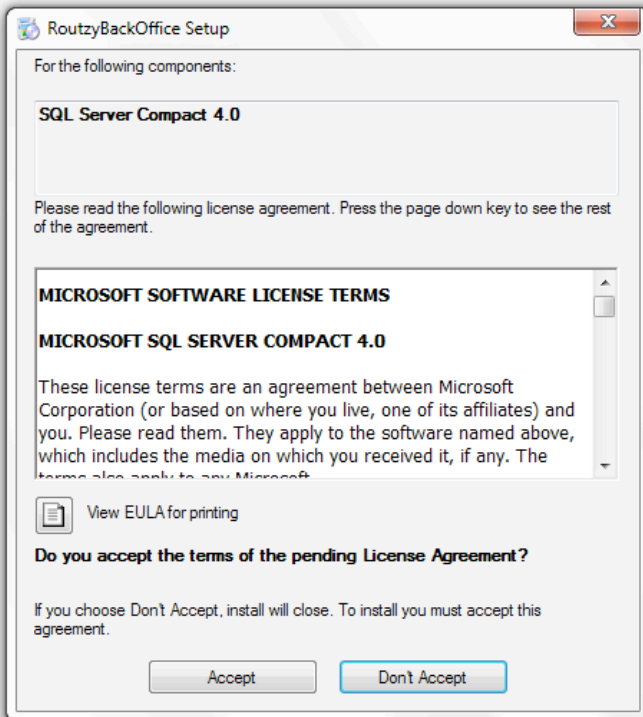 RoutzyBackOffice Setup
For the following components:
SQL Server Compact 4.0
Please read the following license agreement. Press the page down key to see the rest
of the agreement.
MICROSOFT SOFTWARE LICENSE TERMS
MICROSOFT SQL SERVER COMPACT 4.0
These license terms are an agreement between Microsoft
Corporation (or based on where you live, one of its affiliates) and
you. Please read them. They apply to the software named above,
which includes the media on which you received it, if any. The
terms also apply to any Microsoft
View EULA for printing
Do you accept the terms of the pending License Agreement?
If you choose Don't Accept, install will close. To install you must accept this
agreement.
Accept
Don't Accept